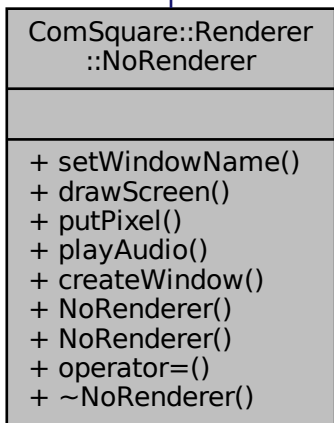 ComSquare::Renderer
::NoRenderer
+ setWindowName()
+ drawScreen()
+ putPixel()
+ playAudio()
+ createWindow()
+ NoRenderer()
+ NoRenderer()
+ operator=()
+ ~NoRenderer()